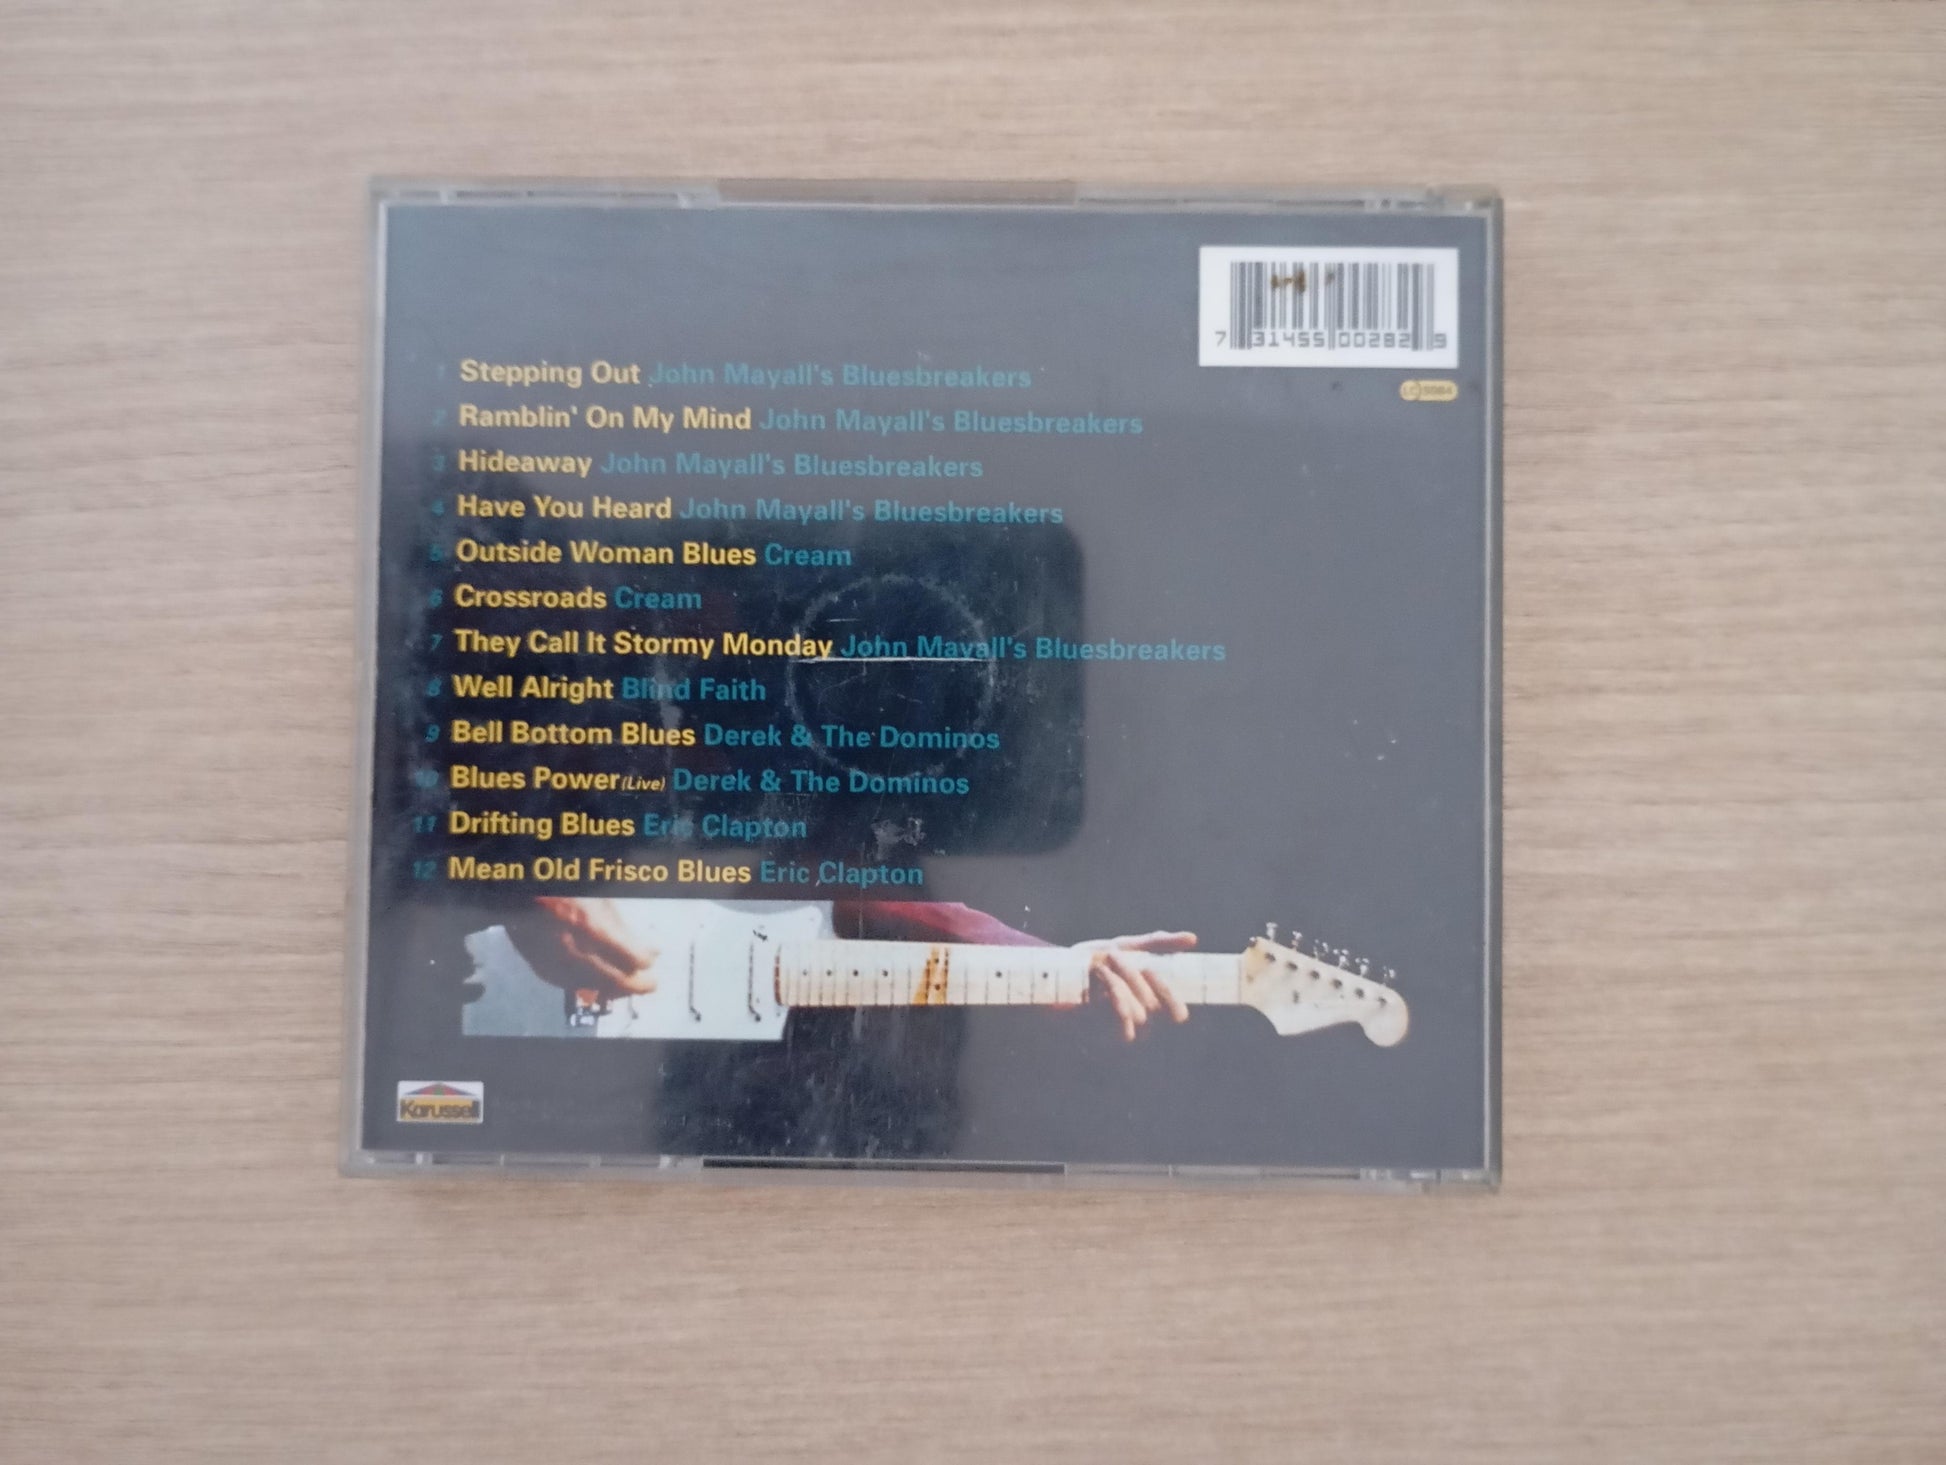 7 31455 00282 9
1 Stepping Out John Mayall's Bluesbreakers
2 Ramblin' On My Mind John Mayall's Bluesbreakers
3 Hideaway John Mayall's Bluesbreakers
4 Have You Heard John Mayall's Bluesbreakers
5 Outside Woman Blues Cream
6 Crossroads Cream
7 They Call It Stormy Monday John Mayall's Bluesbreakers
8 Well Alright Blind Faith
9 Bell Bottom Blues Derek & The Dominos
10 Blues Power (Live) Derek & The Dominos
11 Drifting Blues Eric Clapton
12 Mean Old Frisco Blues Eric Clapton
Karussell